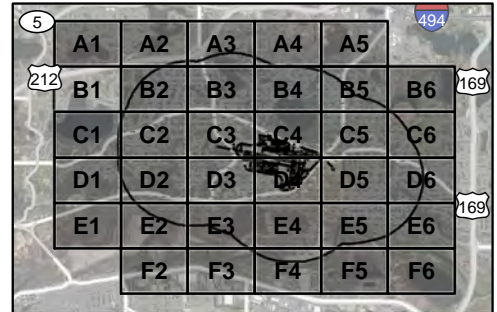 5
494
A1 A2 A3 A4 A5
212
B1 B2 B3 B4 B5 B6
169
C1 C2 C3 C4 C5 C6
D1 D2 D3 D4 D5 D6
169
E1 E2 E3 E4 E5 E6
F2 F3 F4 F5 F6